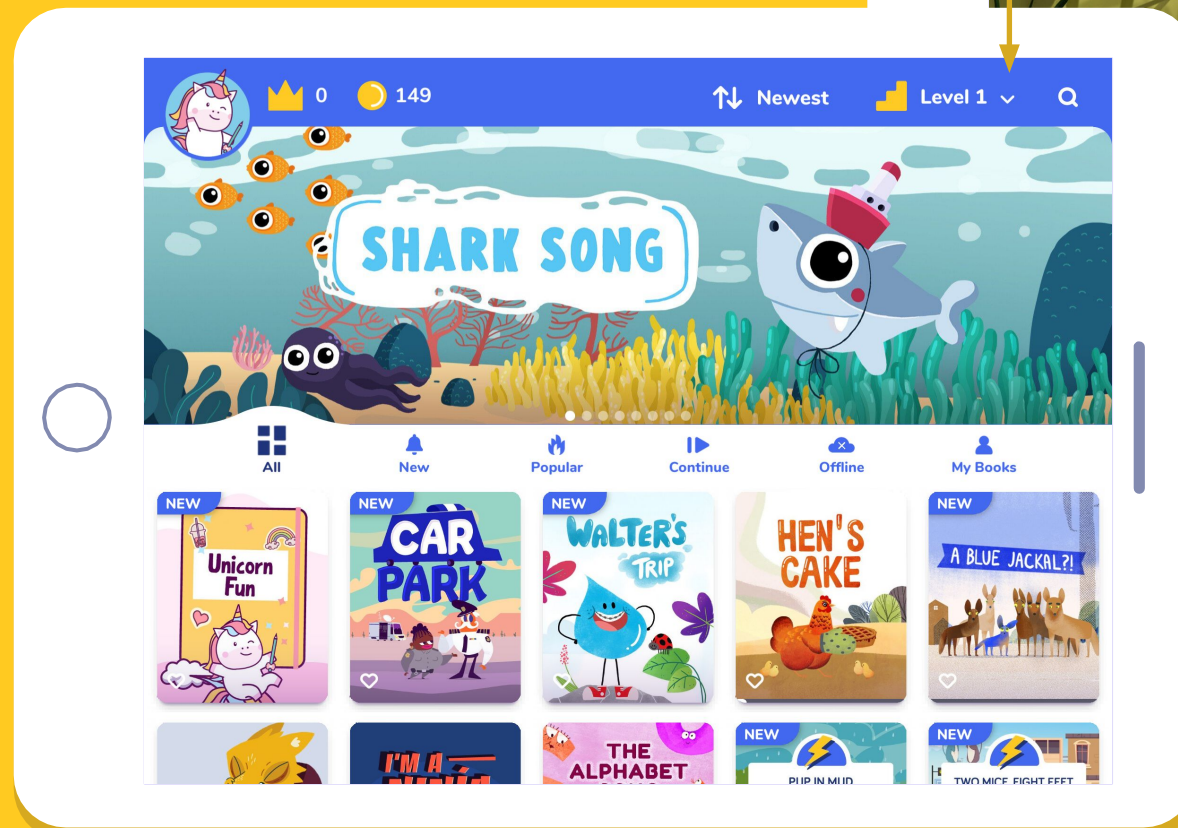 0
149
Newest
Level 1
SHARK SONG
All
New
Popular
Continue
Offline
My Books
NEW
Unicorn
Fun
NEW
CAR
PARK
NEW
WALTER'S
TRIP
HEN'S
CAKE
NEW
A BLUE JACKAL?!
I'M A
THE
ALPHABET
NEW
PUP IN MUD
NEW
TWO MICE, EIGHT FEET